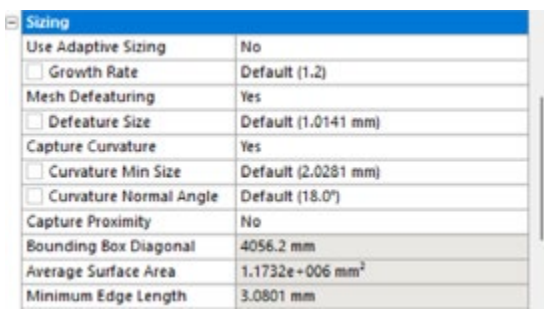 Sizing
Use Adaptive Sizing No
Growth Rate Default (1.2)
Mesh Defeaturing Yes
Defeature Size Default (1.0141 mm)
Capture Curvature Yes
Curvature Min Size Default (2.0281 mm)
Curvature Normal Angle Default (18.0°)
Capture Proximity No
Bounding Box Diagonal 4056.2 mm
Average Surface Area 1.1732e+006 mm²
Minimum Edge Length 3.0801 mm